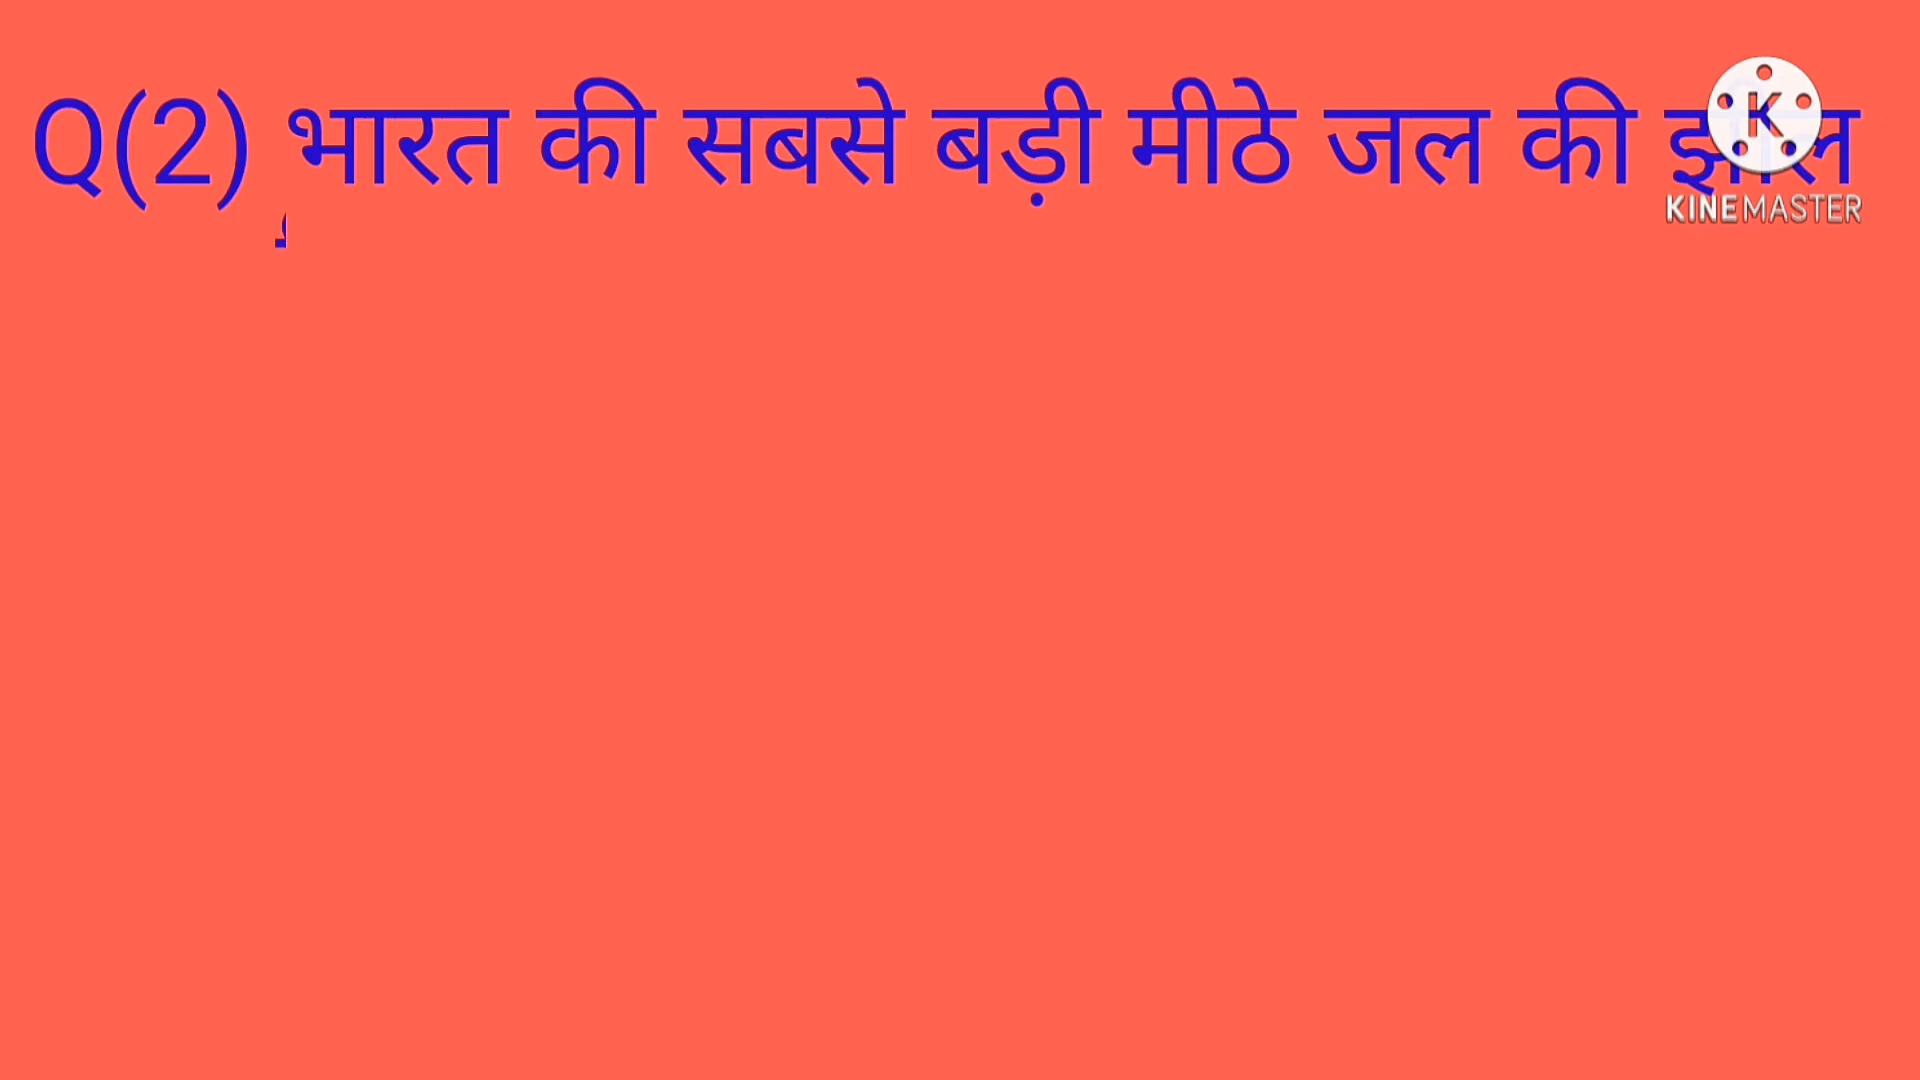 Q(2) भारत की सबसे बड़ी मीठे जल की झील
K
KINEMASTER